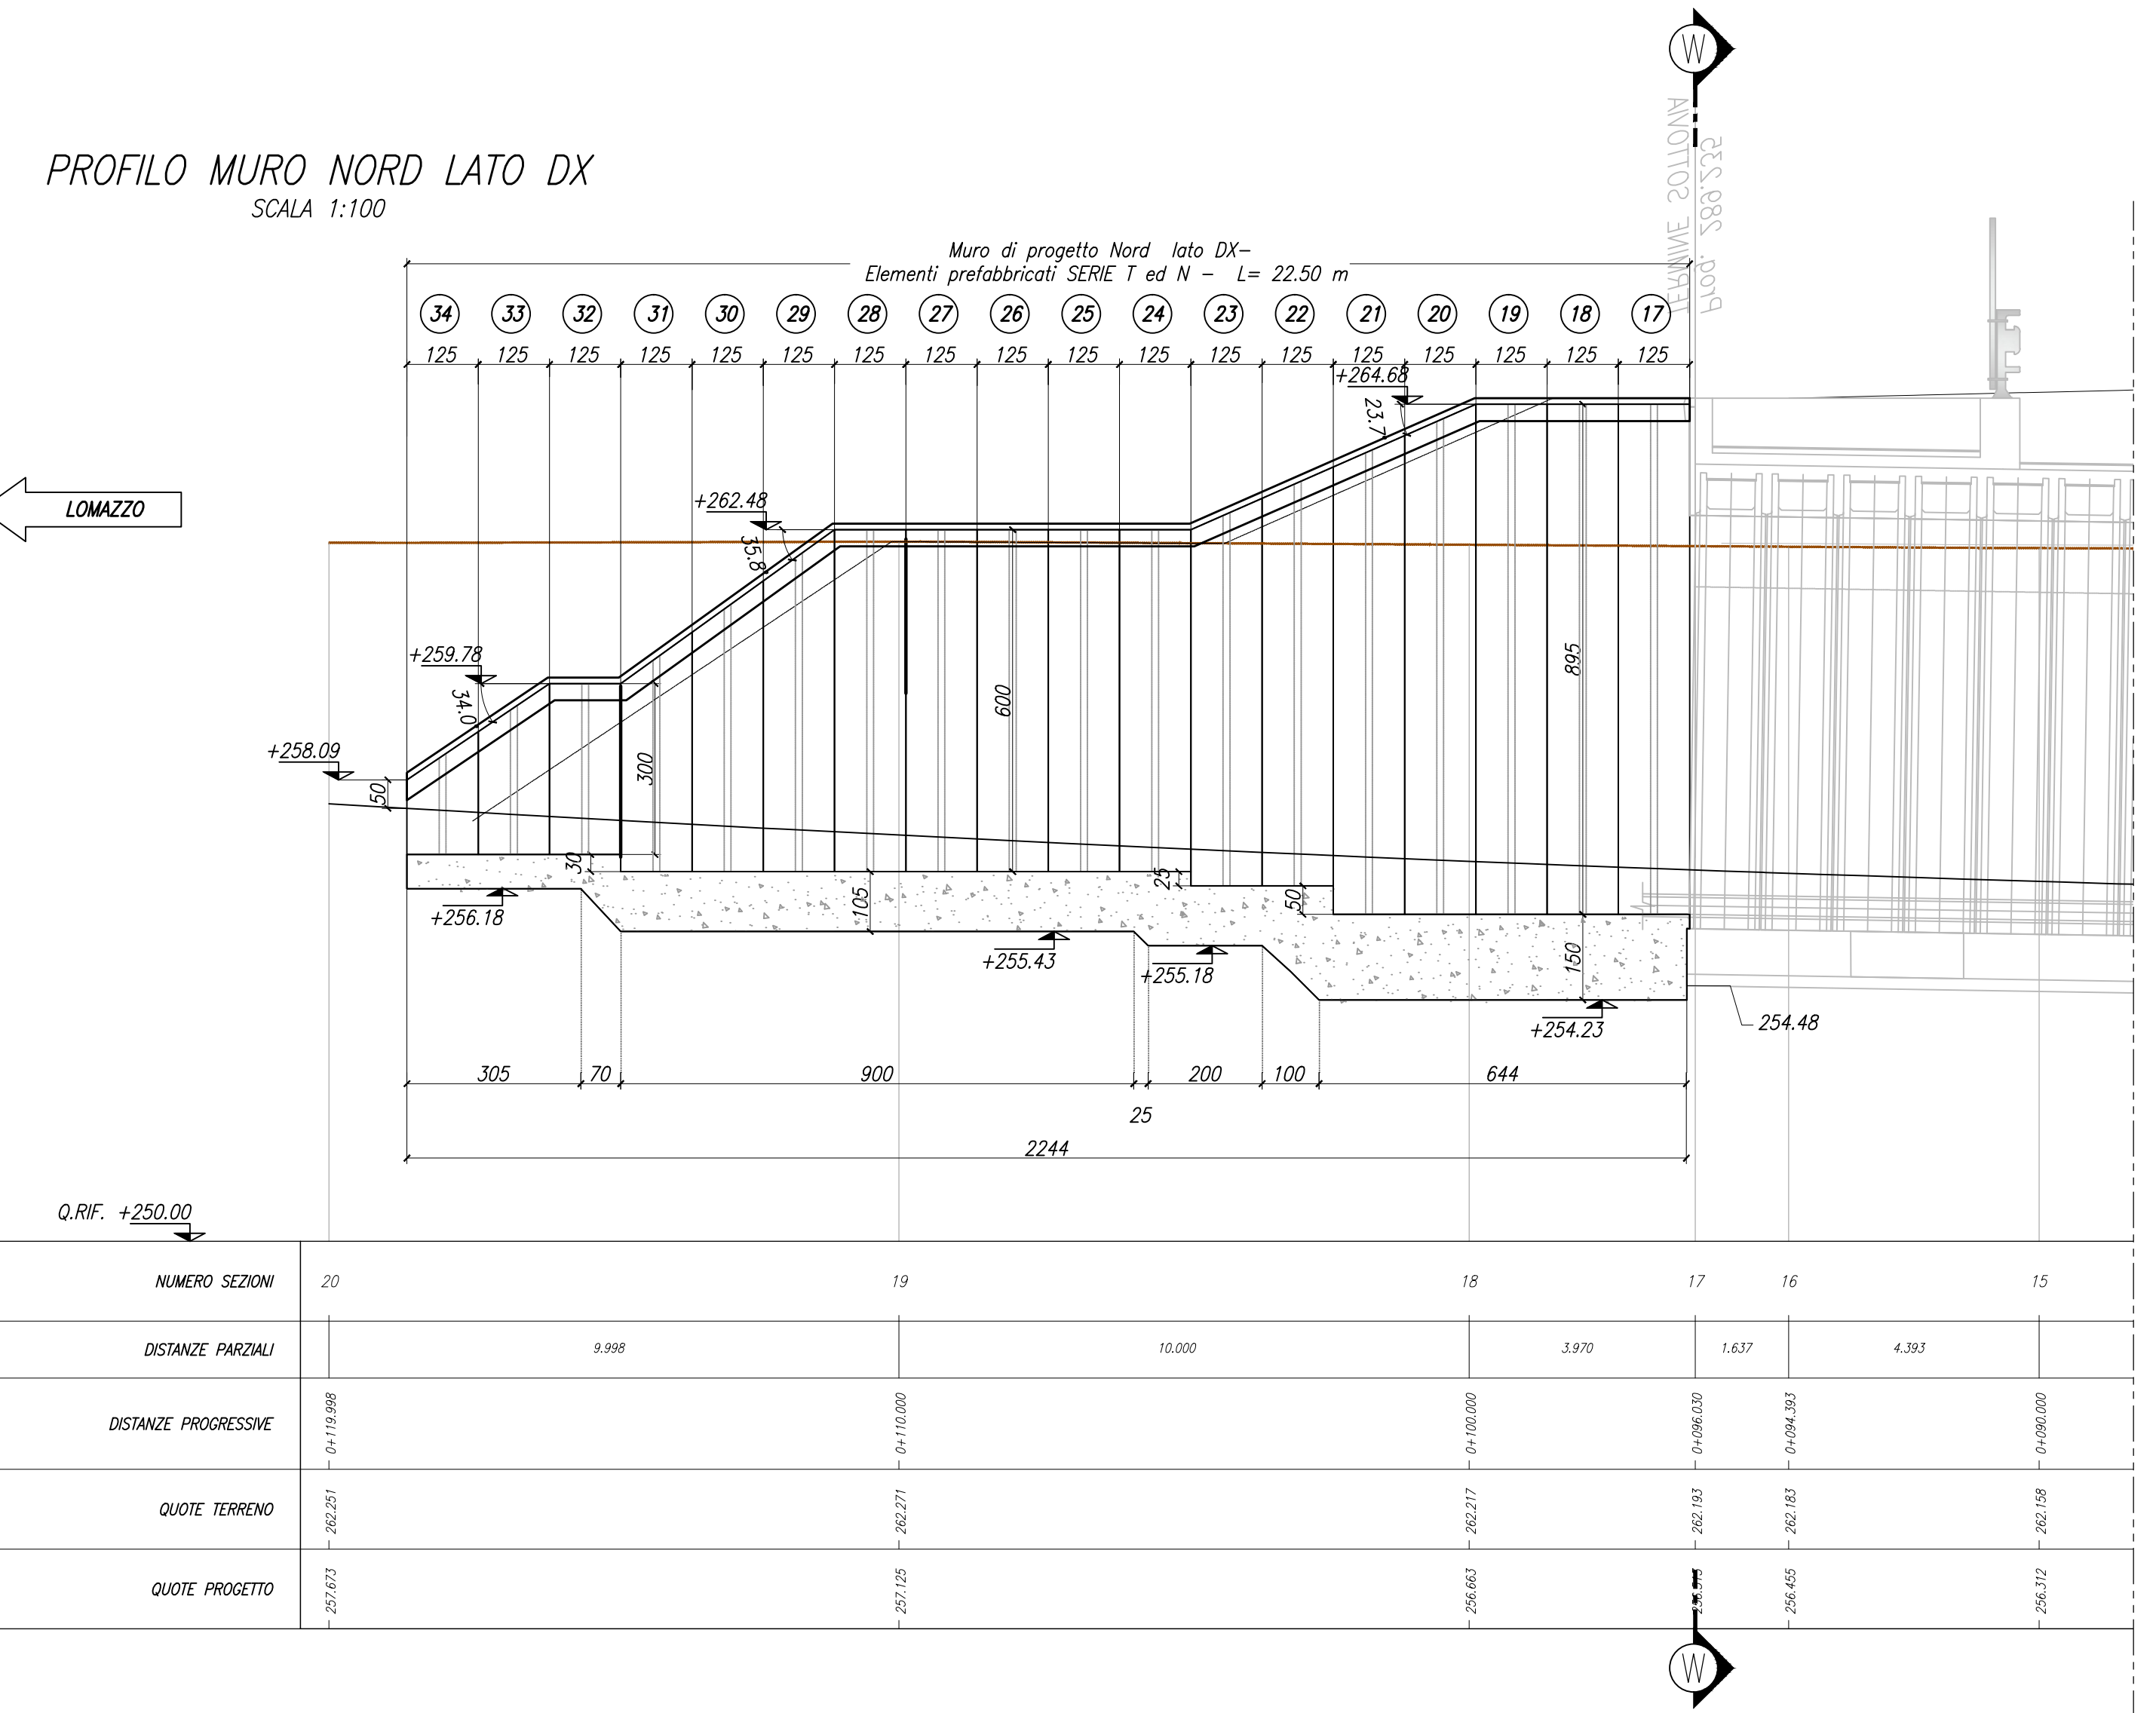 W
TERMINE SOTTOVIA
Prog. 289.235
PROFILO MURO NORD LATO DX
SCALA 1:100
Muro di progetto Nord lato DX-
Elementi prefabbricati SERIE T ed N - L= 22.50 m
34 33 32 31 30 29 28 27 26 25 24 23 22 21 20 19 18 17
125 125 125 125 125 125 125 125 125 125 125 125 125 125 125 125 125 125
+264.68
23.7
+262.48
35.8
LOMAZZO
+259.78
34.0
+258.09
50
300
600
895
30
105
25
50
150
+256.18
+255.43
+255.18
+254.23
254.48
305 70 900 200 100 644
25
2244
Q.RIF. +250.00
NUMERO SEZIONI 20 19 18 17 16 15
DISTANZE PARZIALI 9.998 10.000 3.970 1.637 4.393
DISTANZE PROGRESSIVE 0+119.998 0+110.000 0+100.000 0+096.030 0+094.393 0+090.000
QUOTE TERRENO 262.251 262.271 262.217 262.193 262.183 262.158
QUOTE PROGETTO 257.673 257.125 256.663 256.455 256.312
W